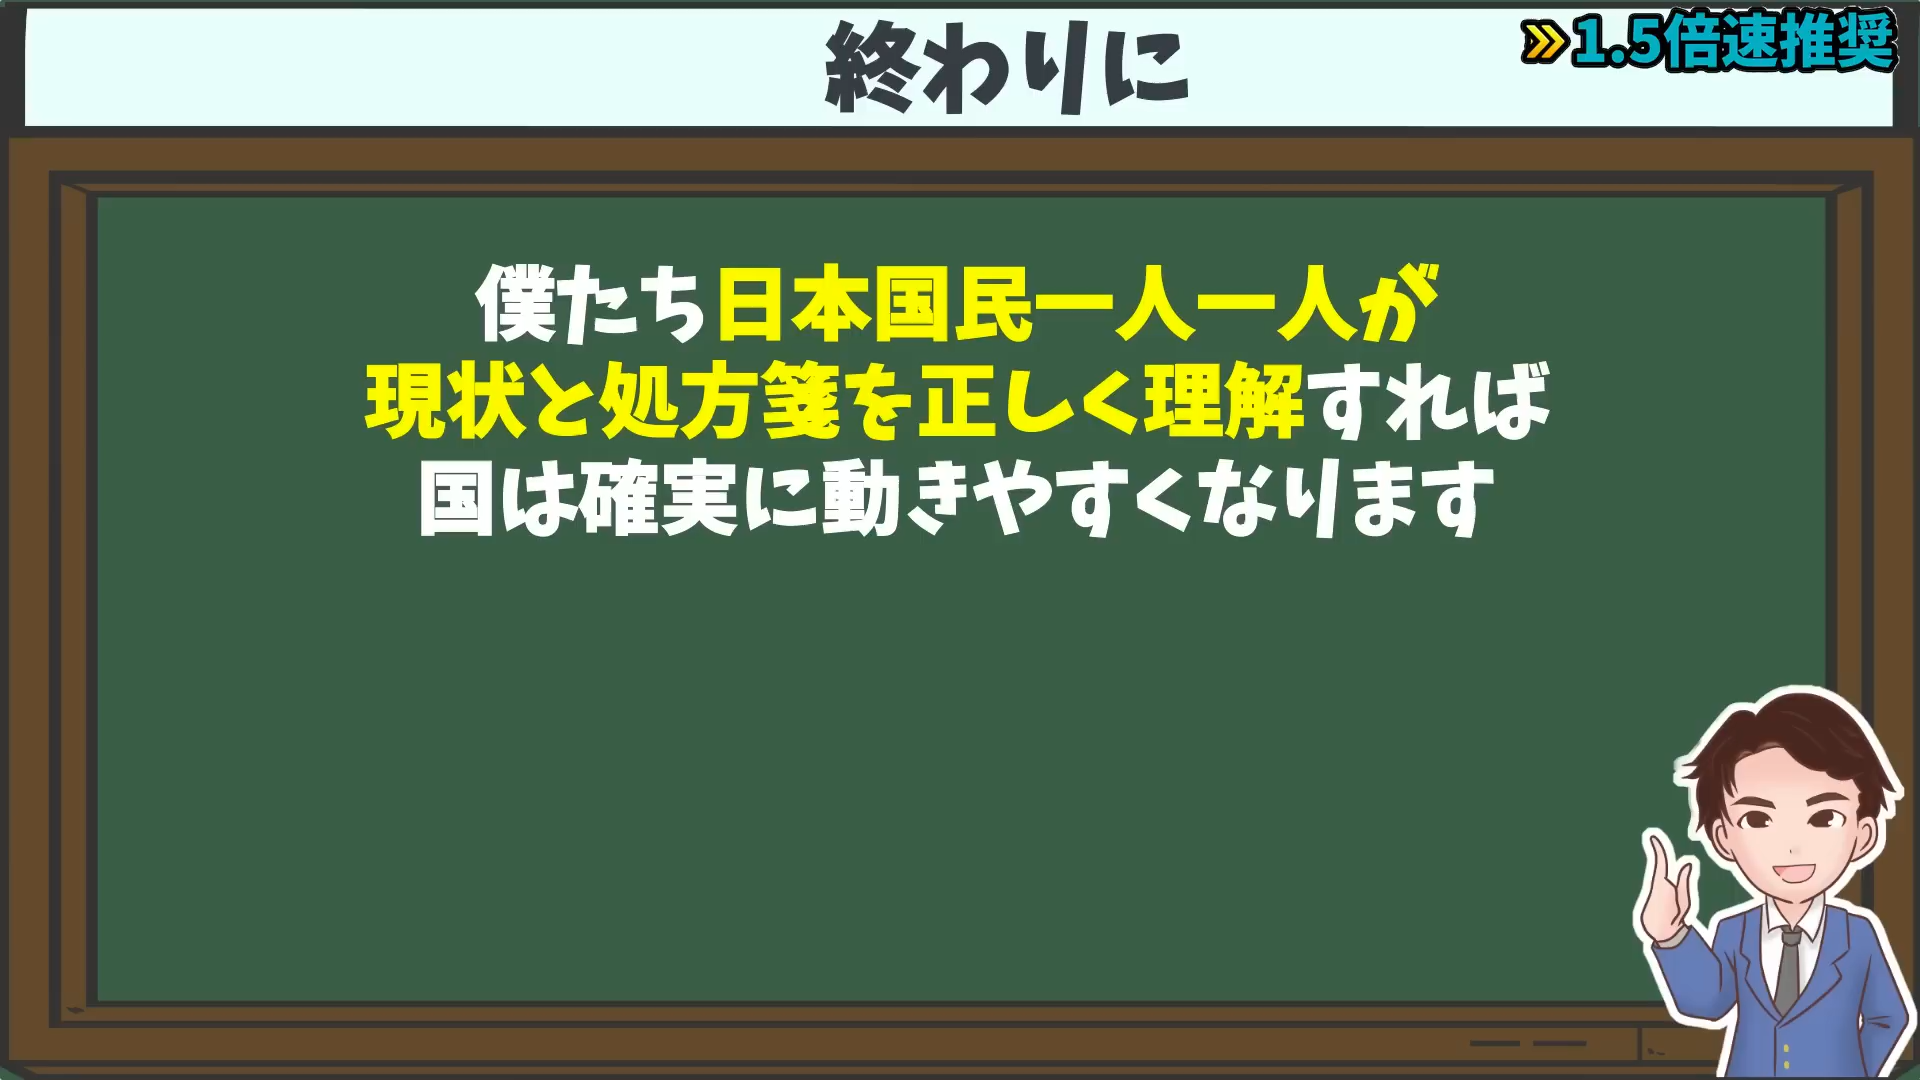 終わりに
1.5倍速推奨
僕たち日本国民一人一人が
現状と処方箋を正しく理解すれば
国は確実に動きやすくなります